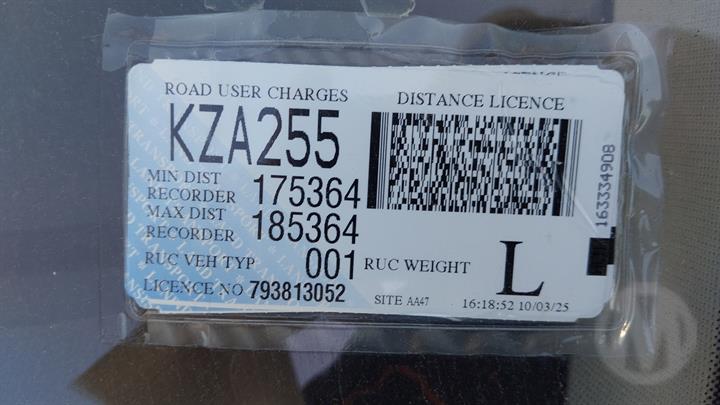 ROAD USER CHARGES
DISTANCE LICENCE
KZA255
MIN DIST
RECORDER 175364
MAX DIST
RECORDER 185364
RUC VEH TYP 001
RUC WEIGHT L
LICENCE NO 793813052
SITE AA47
16:18:52 10/03/25
163334908